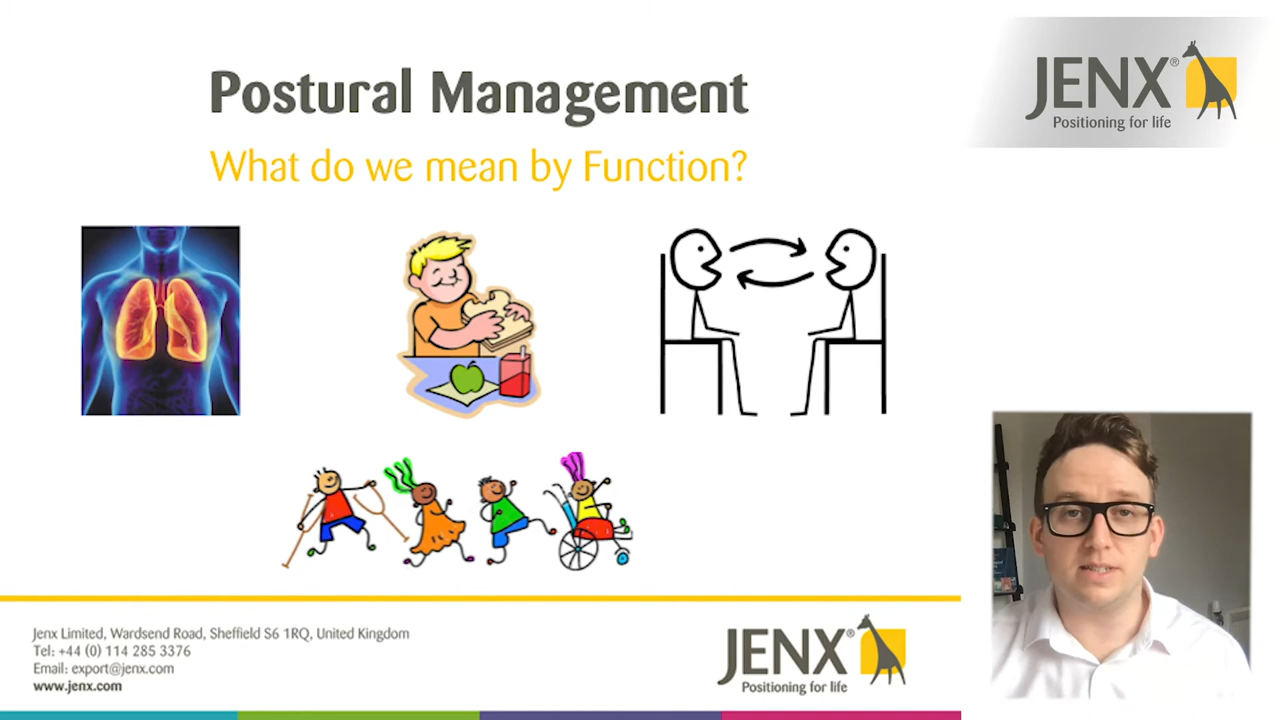 Postural Management
What do we mean by Function?
JENX®
Positioning for life
Jenx Limited, Wardsend Road, Sheffield S6 1RQ, United Kingdom
Tel: +44 (0) 114 285 3376
Email: export@jenx.com
www.jenx.com
JENX®
Positioning for life